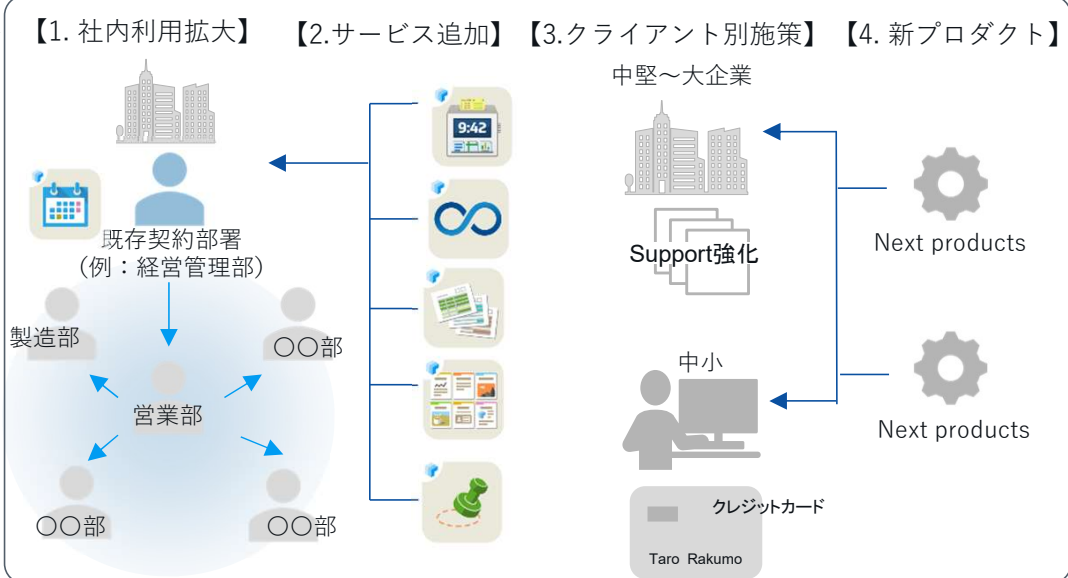 【1. 社内利用拡大】
【2.サービス追加】
【3.クライアント別施策】
【4. 新プロダクト】
既存契約部署
(例：経営管理部)
製造部
〇〇部
営業部
〇〇部
〇〇部
9:42
中堅～大企業
Support強化
中小
クレジットカード
Taro Rakumo
Next products
Next products